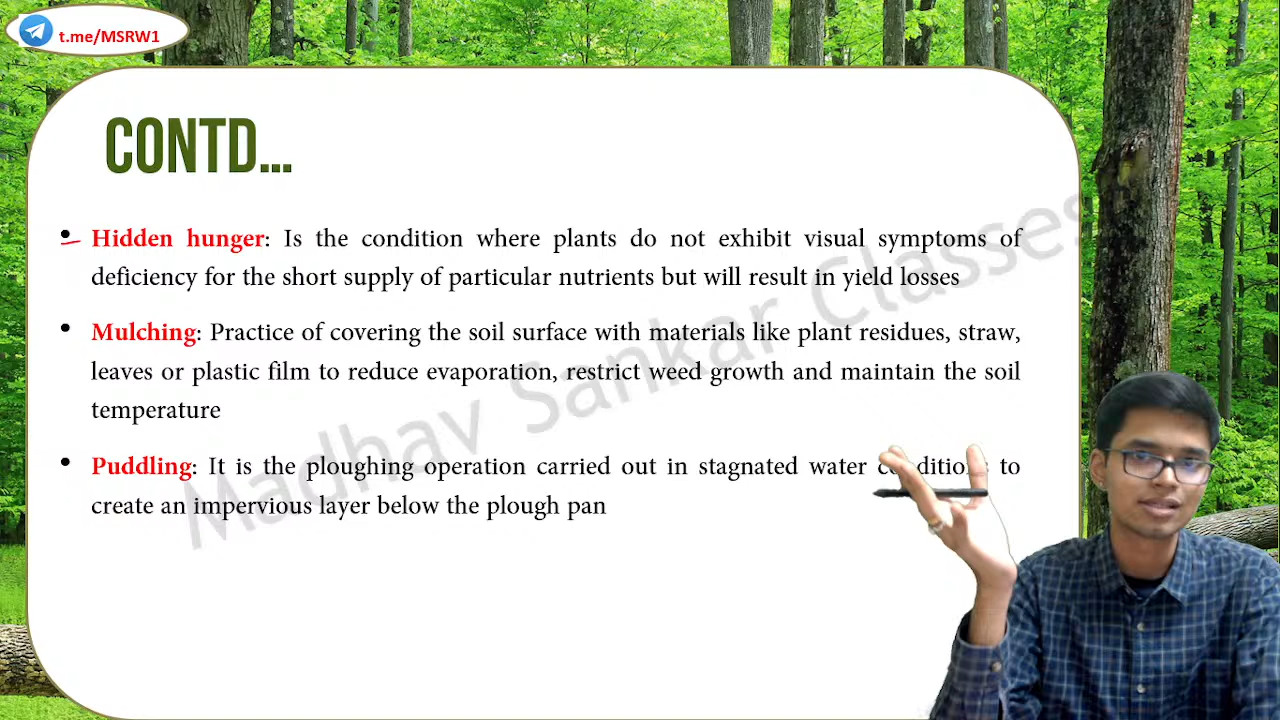 t.me/MSRW1
CONTD...
• Hidden hunger: Is the condition where plants do not exhibit visual symptoms of
deficiency for the short supply of particular nutrients but will result in yield losses
• Mulching: Practice of covering the soil surface with materials like plant residues, straw,
leaves or plastic film to reduce evaporation, restrict weed growth and maintain the soil
temperature
• Puddling: It is the ploughing operation carried out in stagnated water conditions to
create an impervious layer below the plough pan
Madhav Sankar Classes